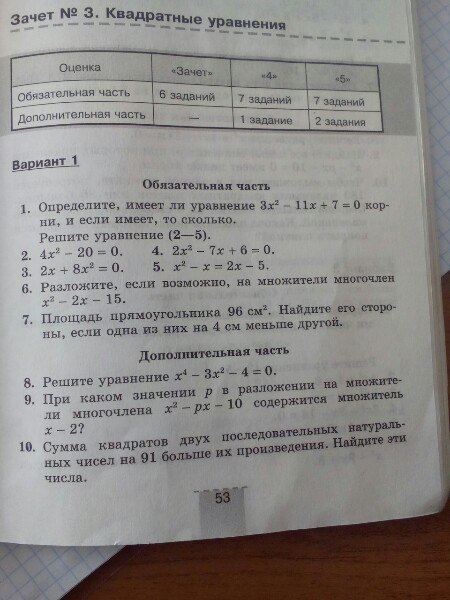 Зачет № 3. Квадратные уравнения
Оценка «Зачет» «4» «5»
Обязательная часть 6 заданий 7 заданий 7 заданий
Дополнительная часть — 1 задание 2 задания
Вариант 1
Обязательная часть
1. Определите, имеет ли уравнение 3x² − 11x + 7 = 0 кор-
ни, и если имеет, то сколько.
Решите уравнение (2—5).
2. 4x² − 20 = 0. 4. 2x² − 7x + 6 = 0.
3. 2x + 8x² = 0. 5. x² − x = 2x − 5.
6. Разложите, если возможно, на множители многочлен
x² − 2x − 15.
7. Площадь прямоугольника 96 см². Найдите его сторо-
ны, если одна из них на 4 см меньше другой.
Дополнительная часть
8. Решите уравнение x⁴ − 3x² − 4 = 0.
9. При каком значении p в разложении на множите-
ли многочлена x² − px − 10 содержится множитель
x − 2?
10. Сумма квадратов двух последовательных натураль-
ных чисел на 91 больше их произведения. Найдите эти
числа.
53